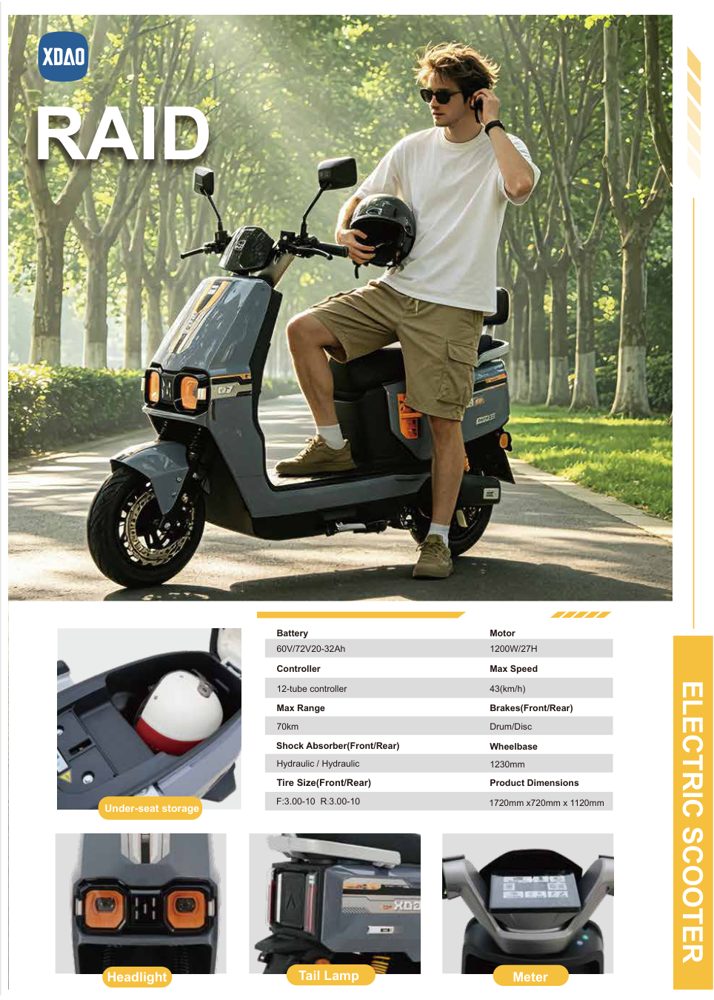 XDAO
RAID
Battery
60V/72V20-32Ah
Motor
1200W/27H
Controller
12-tube controller
Max Speed
43(km/h)
Max Range
70km
Brakes(Front/Rear)
Drum/Disc
Shock Absorber(Front/Rear)
Hydraulic / Hydraulic
Wheelbase
1230mm
Tire Size(Front/Rear)
F:3.00-10 R:3.00-10
Product Dimensions
1720mm x720mm x 1120mm
Under-seat storage
Headlight
Tail Lamp
Meter
ELECTRIC SCOOTER